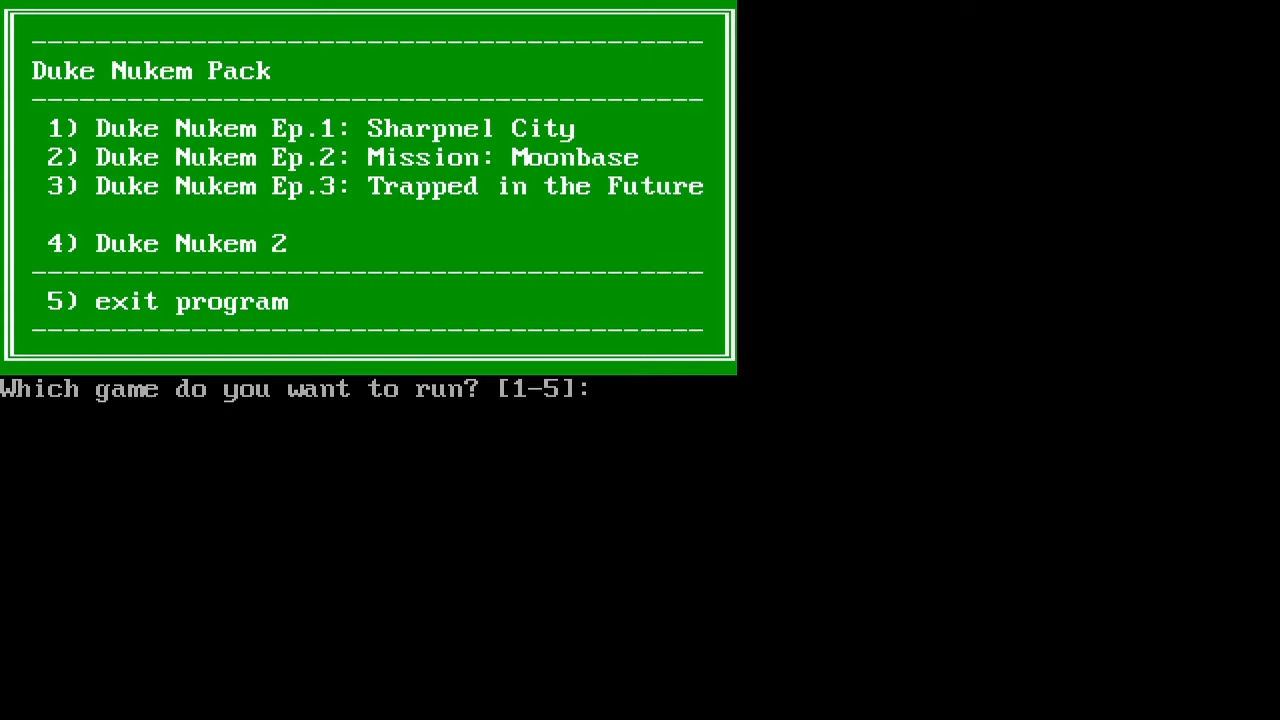 Duke Nukem Pack
1) Duke Nukem Ep.1: Sharpnel City
2) Duke Nukem Ep.2: Mission: Moonbase
3) Duke Nukem Ep.3: Trapped in the Future
4) Duke Nukem 2
5) exit program
Which game do you want to run? [1-5]: